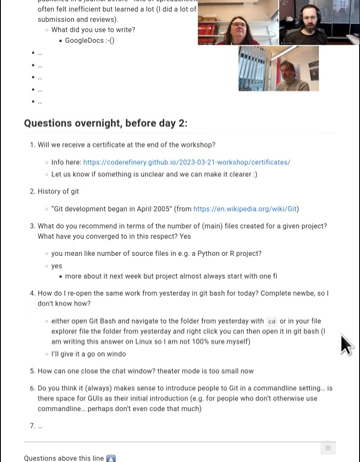 often felt inefficient but learned a lot (I did a lot of
submission and reviews).
What did you use to write?
GoogleDocs :-()
..
..
..
..
..
Questions overnight, before day 2:
1. Will we receive a certificate at the end of the workshop?
Info here: https://coderefinery.github.io/2023-03-21-workshop/certificates/
Let us know if something is unclear and we can make it clearer :)
2. History of git
"Git development began in April 2005" (from https://en.wikipedia.org/wiki/Git)
3. What do you recommend in terms of the number of (main) files created for a given project?
What have you converged to in this respect? Yes
you mean like number of source files in e.g. a Python or R project?
yes
more about it next week but project almost always start with one fi
4. How do I re-open the same work from yesterday in git bash for today? Complete newbe, so I
don't know how?
either open Git Bash and navigate to the folder from yesterday with cd or in your file
explorer file the folder from yesterday and right click you can then open it in git bash (I
am writing this answer on Linux so I am not 100% sure myself)
I'll give it a go on windo
5. How can one close the chat window? theater mode is too small now
6. Do you think it (always) makes sense to introduce people to Git in a commandline setting.. is
there space for GUIs as their initial introduction (e.g. for people who don't otherwise use
commandline... perhaps don't even code that much)
7. ...
Questions above this line